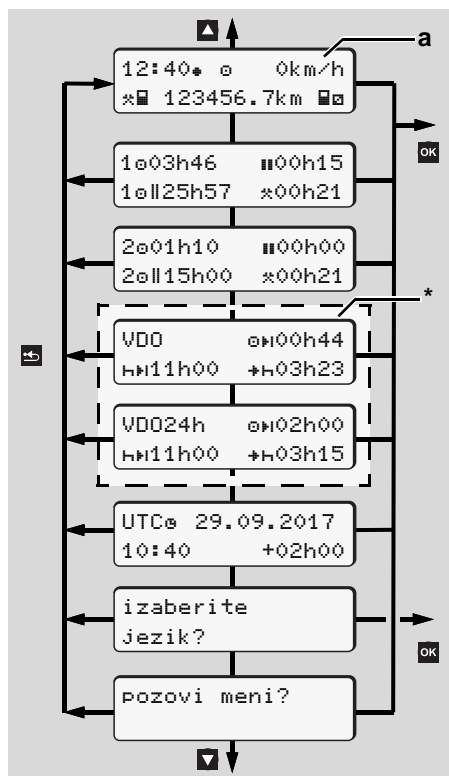 a
12:40 0km/h
123456.7km
OK
1 03h46 00h15
1 25h57 00h21
2 01h10 00h00
2 15h00 00h21
*
VDO 00h44
11h00 03h23
VDO24h 02h00
11h00 03h15
UTC 29.09.2017
10:40 +02h00
izaberite
jezik?
OK
pozovi meni?